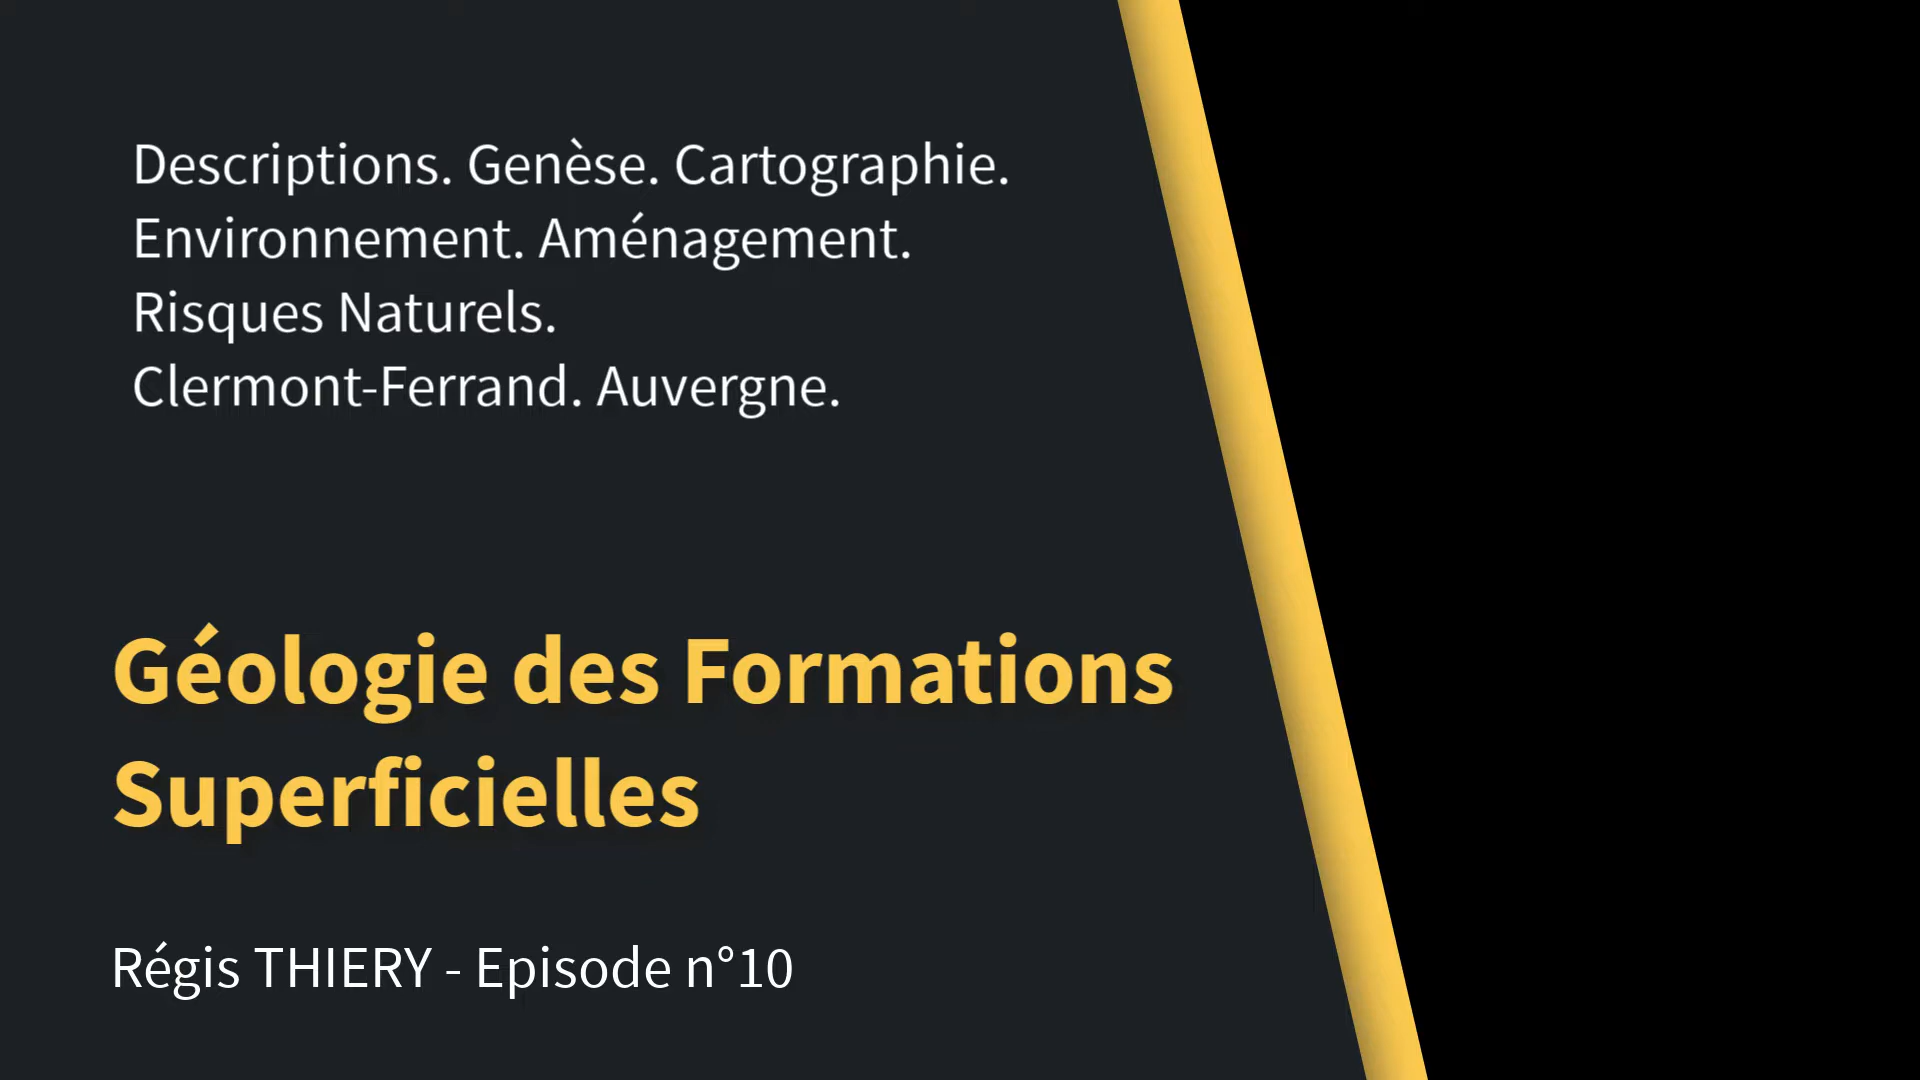 Descriptions. Genèse. Cartographie.
Environnement. Aménagement.
Risques Naturels.
Clermont-Ferrand. Auvergne.
Géologie des Formations
Superficielles
Régis THIERY - Episode n°10